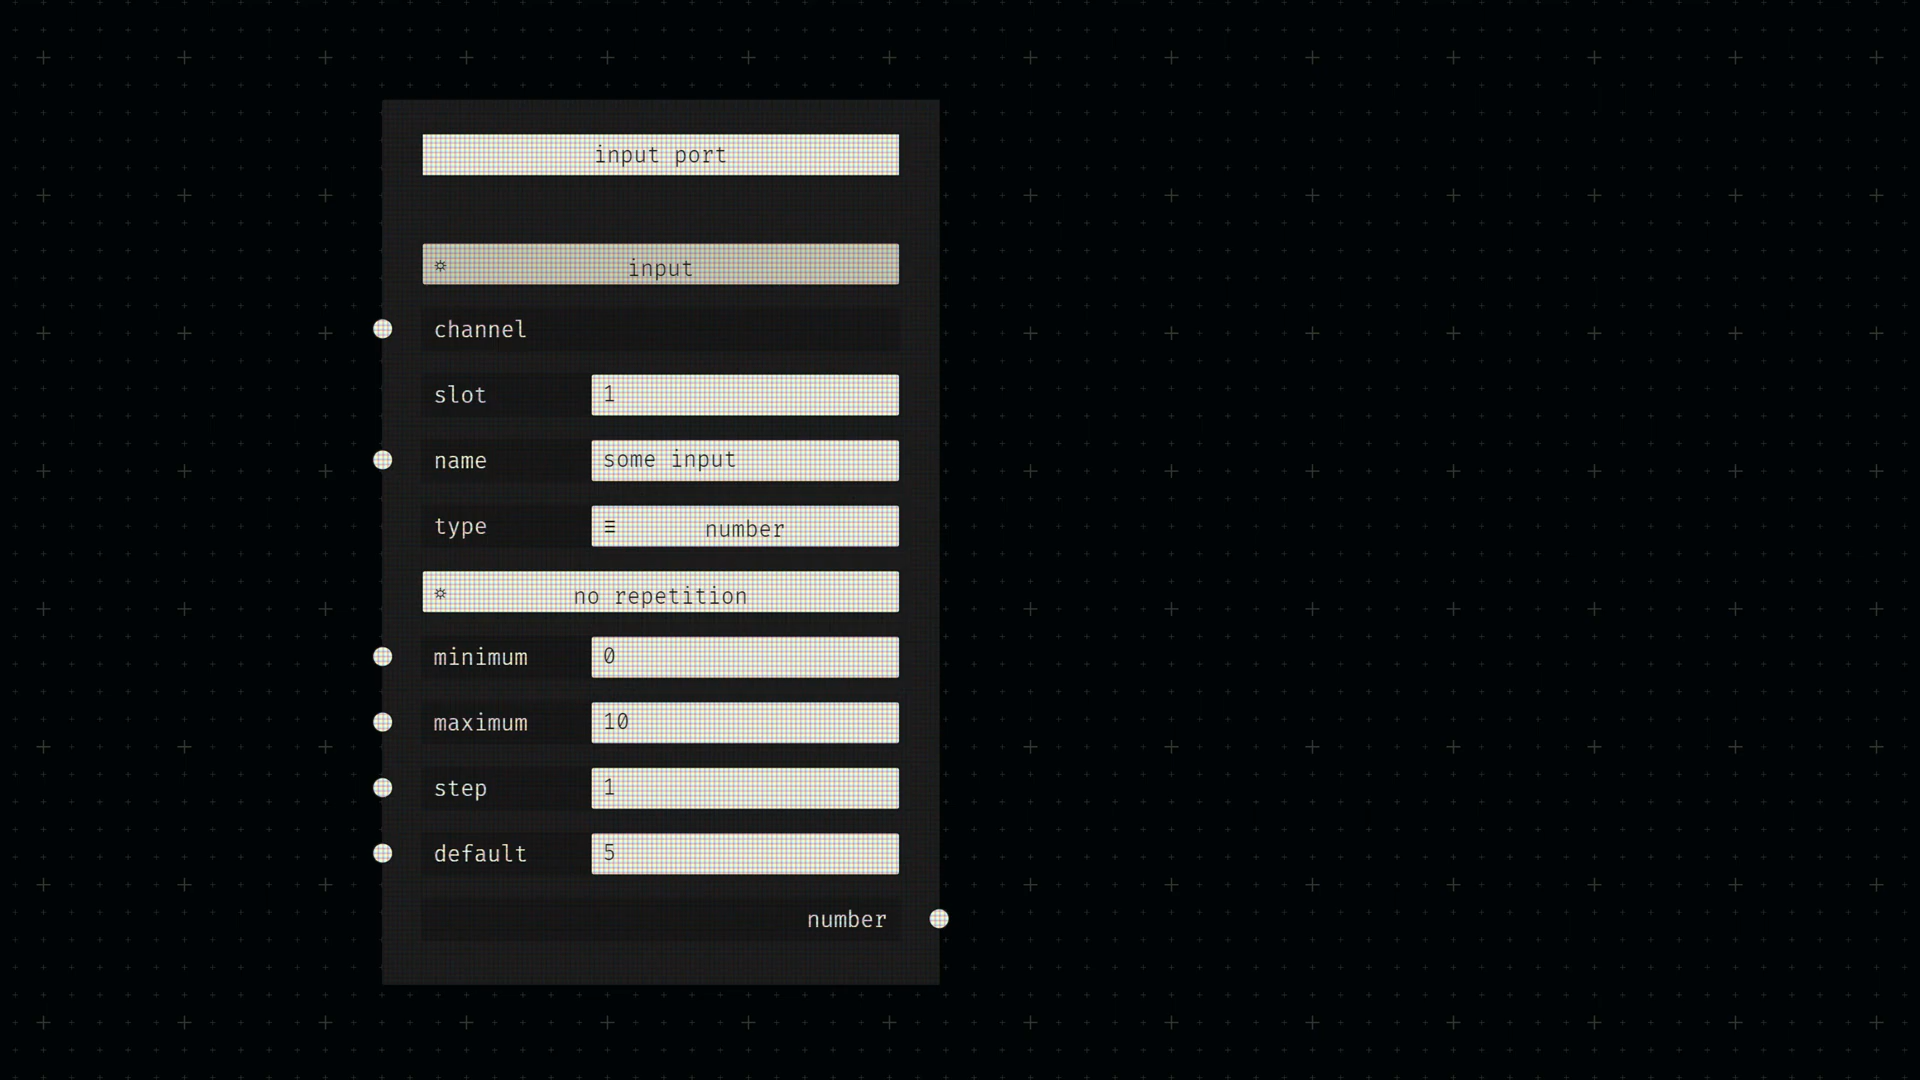 input port
input
channel
slot 1
name some input
type number
no repetition
minimum 0
maximum 10
step 1
default 5
number